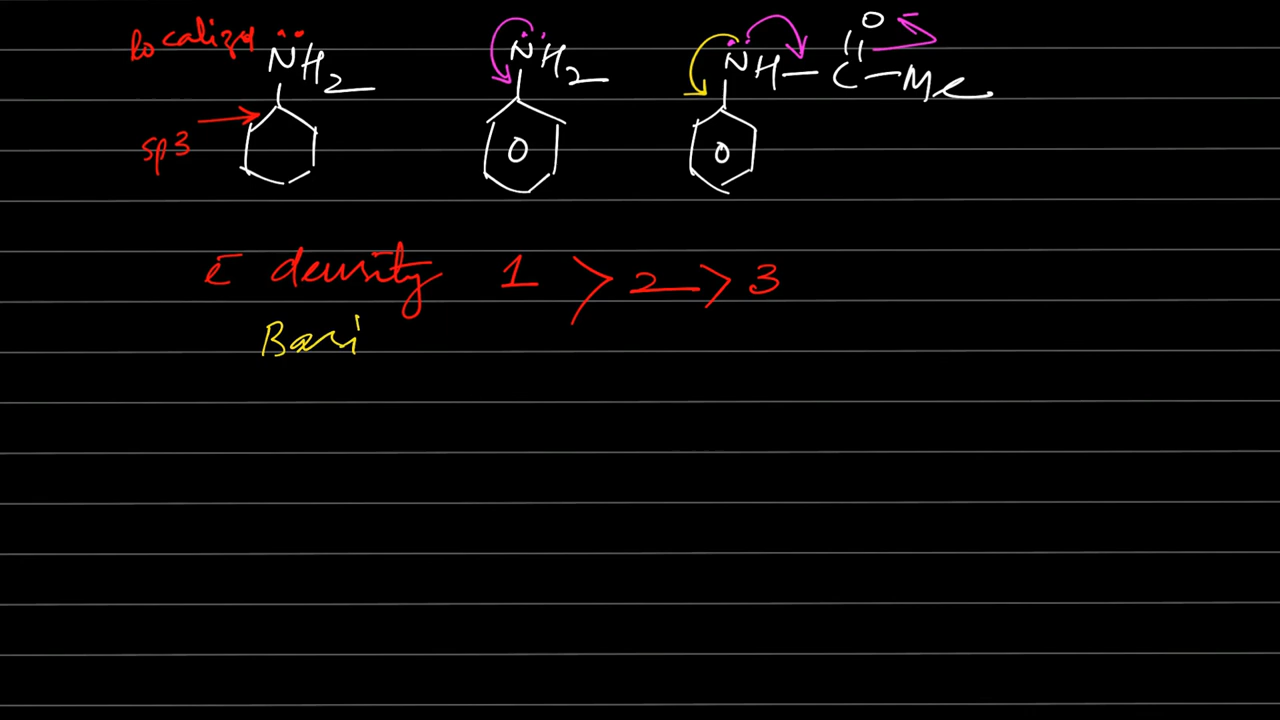 localized NH2 NH2 NH-C-Me O
sp3 O O
e- density 1 > 2 > 3
Basi